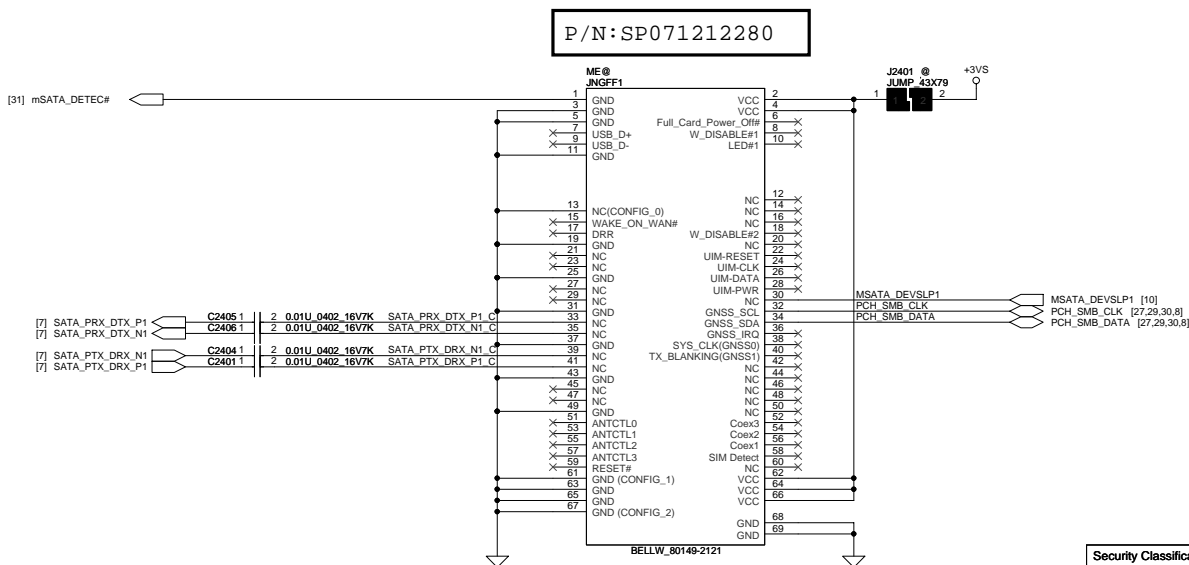 P/N:SP071212280
ME@
JNGFF1
J2401 @
JUMP_43X79
+3VS
[31] mSATA_DETEC#
1 GND VCC 2
3 GND VCC 4
5 GND Full_Card_Power_Off# 6
7 USB_D+ W_DISABLE#1 8
9 USB_D- LED#1 10
11 GND
1 1 2 2
NC 12
13 NC(CONFIG_0) NC 14
15 WAKE_ON_WAN# NC 16
17 DRR W_DISABLE#2 18
19 GND NC 20
21 NC UIM-RESET 22
23 NC UIM-CLK 24
25 GND UIM-DATA 26
27 NC UIM-PWR 28
29 NC NC 30 MSATA_DEVSLP1 MSATA_DEVSLP1 [10]
31 GND GNSS_SCL 32 PCH_SMB_CLK PCH_SMB_CLK [27,29,30,8]
[7] SATA_PRX_DTX_P1 C2405 1 2 0.01U_0402_16V7K SATA_PRX_DTX_P1_C 33 NC GNSS_SDA 34 PCH_SMB_DATA PCH_SMB_DATA [27,29,30,8]
[7] SATA_PRX_DTX_N1 C2406 1 2 0.01U_0402_16V7K SATA_PRX_DTX_N1_C 35 NC GNSS_IRQ 36
37 GND SYS_CLK(GNSS0) 38
[7] SATA_PTX_DRX_N1 C2404 1 2 0.01U_0402_16V7K SATA_PTX_DRX_N1_C 39 NC TX_BLANKING(GNSS1) 40
[7] SATA_PTX_DRX_P1 C2401 1 2 0.01U_0402_16V7K SATA_PTX_DRX_P1_C 41 NC NC 42
43 GND NC 44
45 NC NC 46
47 NC NC 48
49 GND NC 50
51 ANTCTL0 Coex3 52
53 ANTCTL1 Coex2 54
55 ANTCTL2 Coex1 56
57 ANTCTL3 SIM Detect 58
59 RESET# NC 60
61 GND (CONFIG_1) VCC 62
63 GND VCC 64
65 GND VCC 66
67 GND (CONFIG_2)
GND 68
GND 69
BELLW_80149-2121
Security Classifica